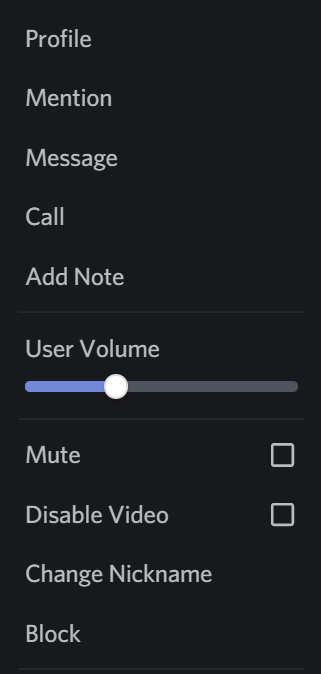 Profile
Mention
Message
Call
Add Note
User Volume
Mute
Disable Video
Change Nickname
Block